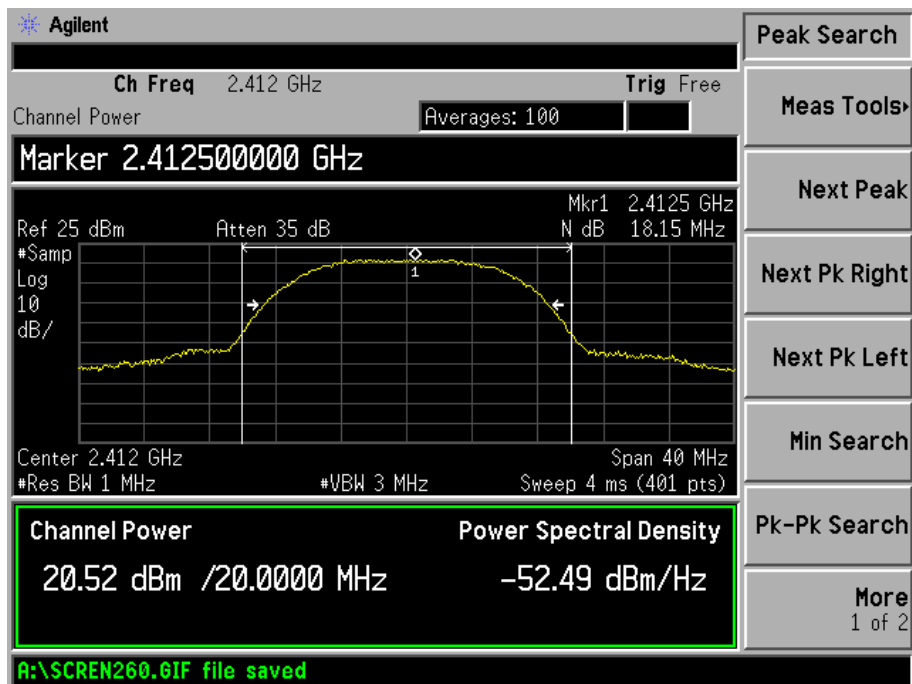 Agilent
Peak Search
Ch Freq 2.412 GHz Trig Free
Channel Power Averages: 100
Meas Tools
Marker 2.412500000 GHz
Next Peak
Mkr1 2.4125 GHz
Ref 25 dBm Atten 35 dB N dB 18.15 MHz
#Samp
Log
10
dB/
1
Next Pk Right
Next Pk Left
Min Search
Center 2.412 GHz Span 40 MHz
#Res BW 1 MHz #VBW 3 MHz Sweep 4 ms (401 pts)
Channel Power Power Spectral Density
20.52 dBm /20.0000 MHz -52.49 dBm/Hz
Pk-Pk Search
More
1 of 2
A:\SCREN260.GIF file saved